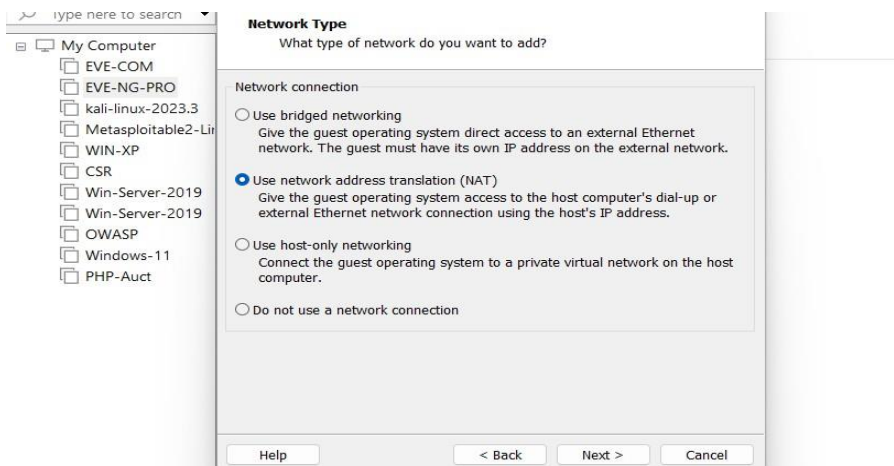 Type here to search
My Computer
EVE-COM
EVE-NG-PRO
kali-linux-2023.3
Metasploitable2-Lin
WIN-XP
CSR
Win-Server-2019
Win-Server-2019
OWASP
Windows-11
PHP-Auct
Network Type
What type of network do you want to add?
Network connection
Use bridged networking
Give the guest operating system direct access to an external Ethernet
network. The guest must have its own IP address on the external network.
Use network address translation (NAT)
Give the guest operating system access to the host computer's dial-up or
external Ethernet network connection using the host's IP address.
Use host-only networking
Connect the guest operating system to a private virtual network on the host
computer.
Do not use a network connection
Help
< Back
Next >
Cancel